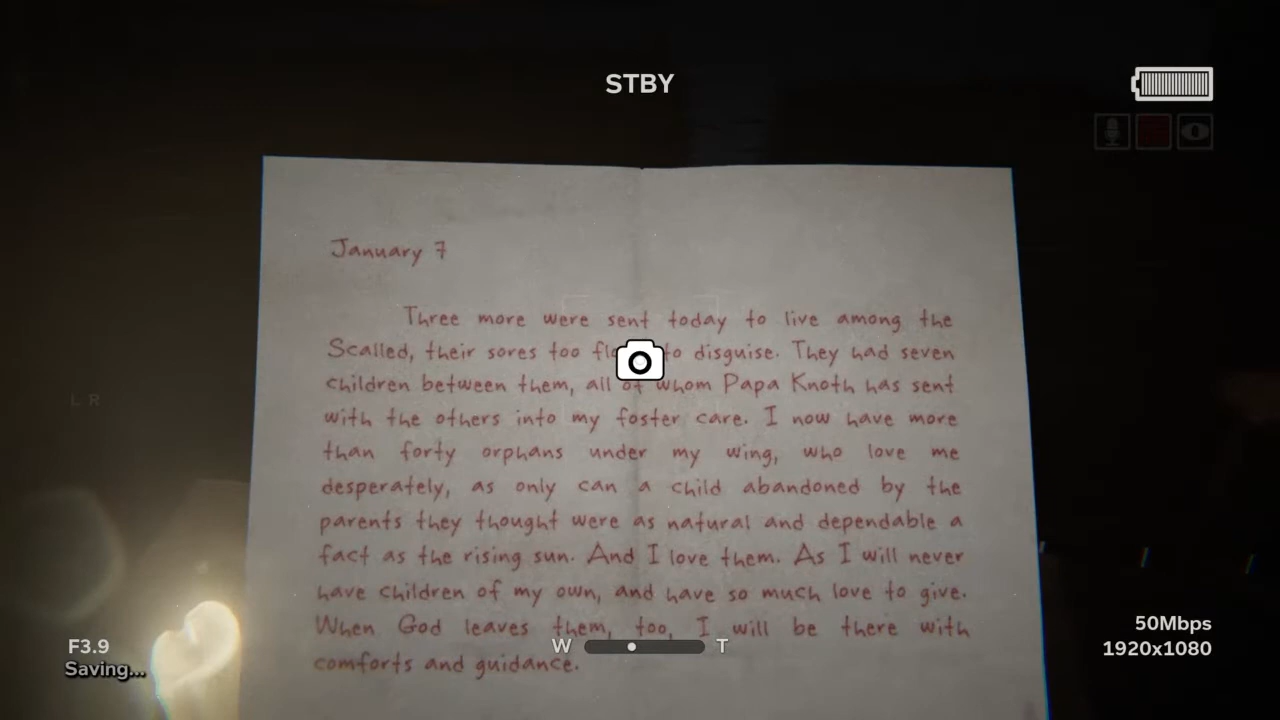 STBY
January 7
Three more were sent today to live among the
Scalled, their sores too to disguise. They had seven
children between them, all of whom Papa Knoth has sent
with the others into my foster care. I now have more
than forty orphans under my wing, who love me
desperately, as only can a child abandoned by the
parents they thought were as natural and dependable a
fact as the rising sun. And I love them. As I will never
have children of my own, and have so much love to give.
When God leaves them, too, I will be there with
comforts and guidance.
L R
F3.9
Saving...
W T
50Mbps
1920x1080